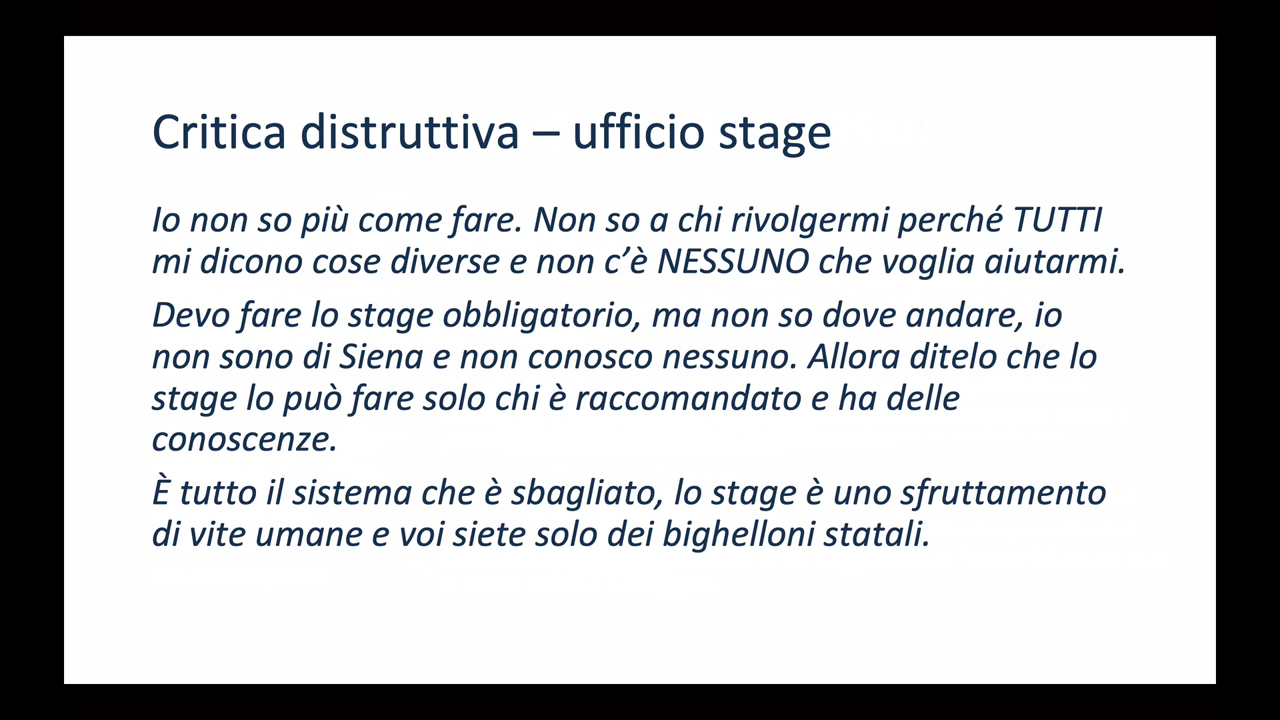 Critica distruttiva – ufficio stage
Io non so più come fare. Non so a chi rivolgermi perché TUTTI
mi dicono cose diverse e non c’è NESSUNO che voglia aiutarmi.
Devo fare lo stage obbligatorio, ma non so dove andare, io
non sono di Siena e non conosco nessuno. Allora ditelo che lo
stage lo può fare solo chi è raccomandato e ha delle
conoscenze.
È tutto il sistema che è sbagliato, lo stage è uno sfruttamento
di vite umane e voi siete solo dei bighelloni statali.